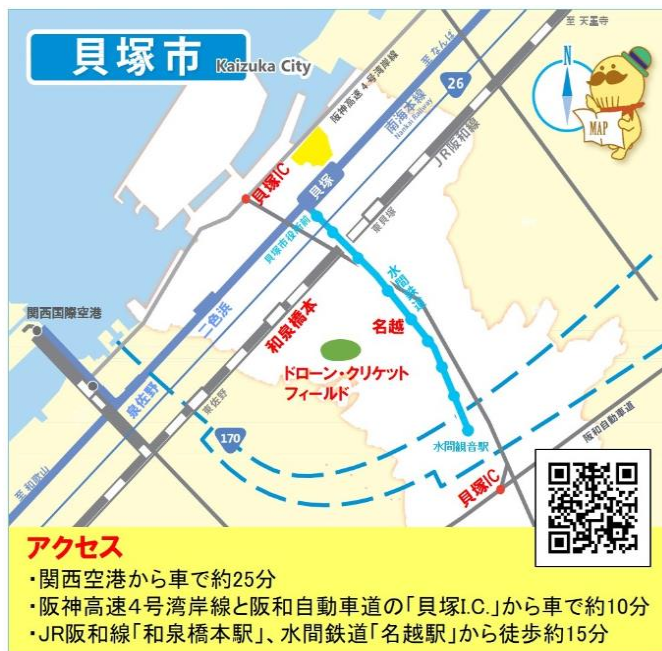 貝塚市 Kaizuka City
至 天王寺
至 なんば
阪神高速4号湾岸線
26
N
MAP
南海本線
Nankai Railway
JR阪和線
貝塚IC
貝塚
東貝塚
貝塚市役所前
水間鉄道
関西国際空港
二色浜
和泉橋本
名越
ドローン・クリケット
フィールド
泉佐野
東佐野
170
水間観音駅
阪和自動車道
至 和歌山
貝塚IC
アクセス
・関西空港から車で約25分
・阪神高速4号湾岸線と阪和自動車道の「貝塚I.C.」から車で約10分
・JR阪和線「和泉橋本駅」、水間鉄道「名越駅」から徒歩約15分